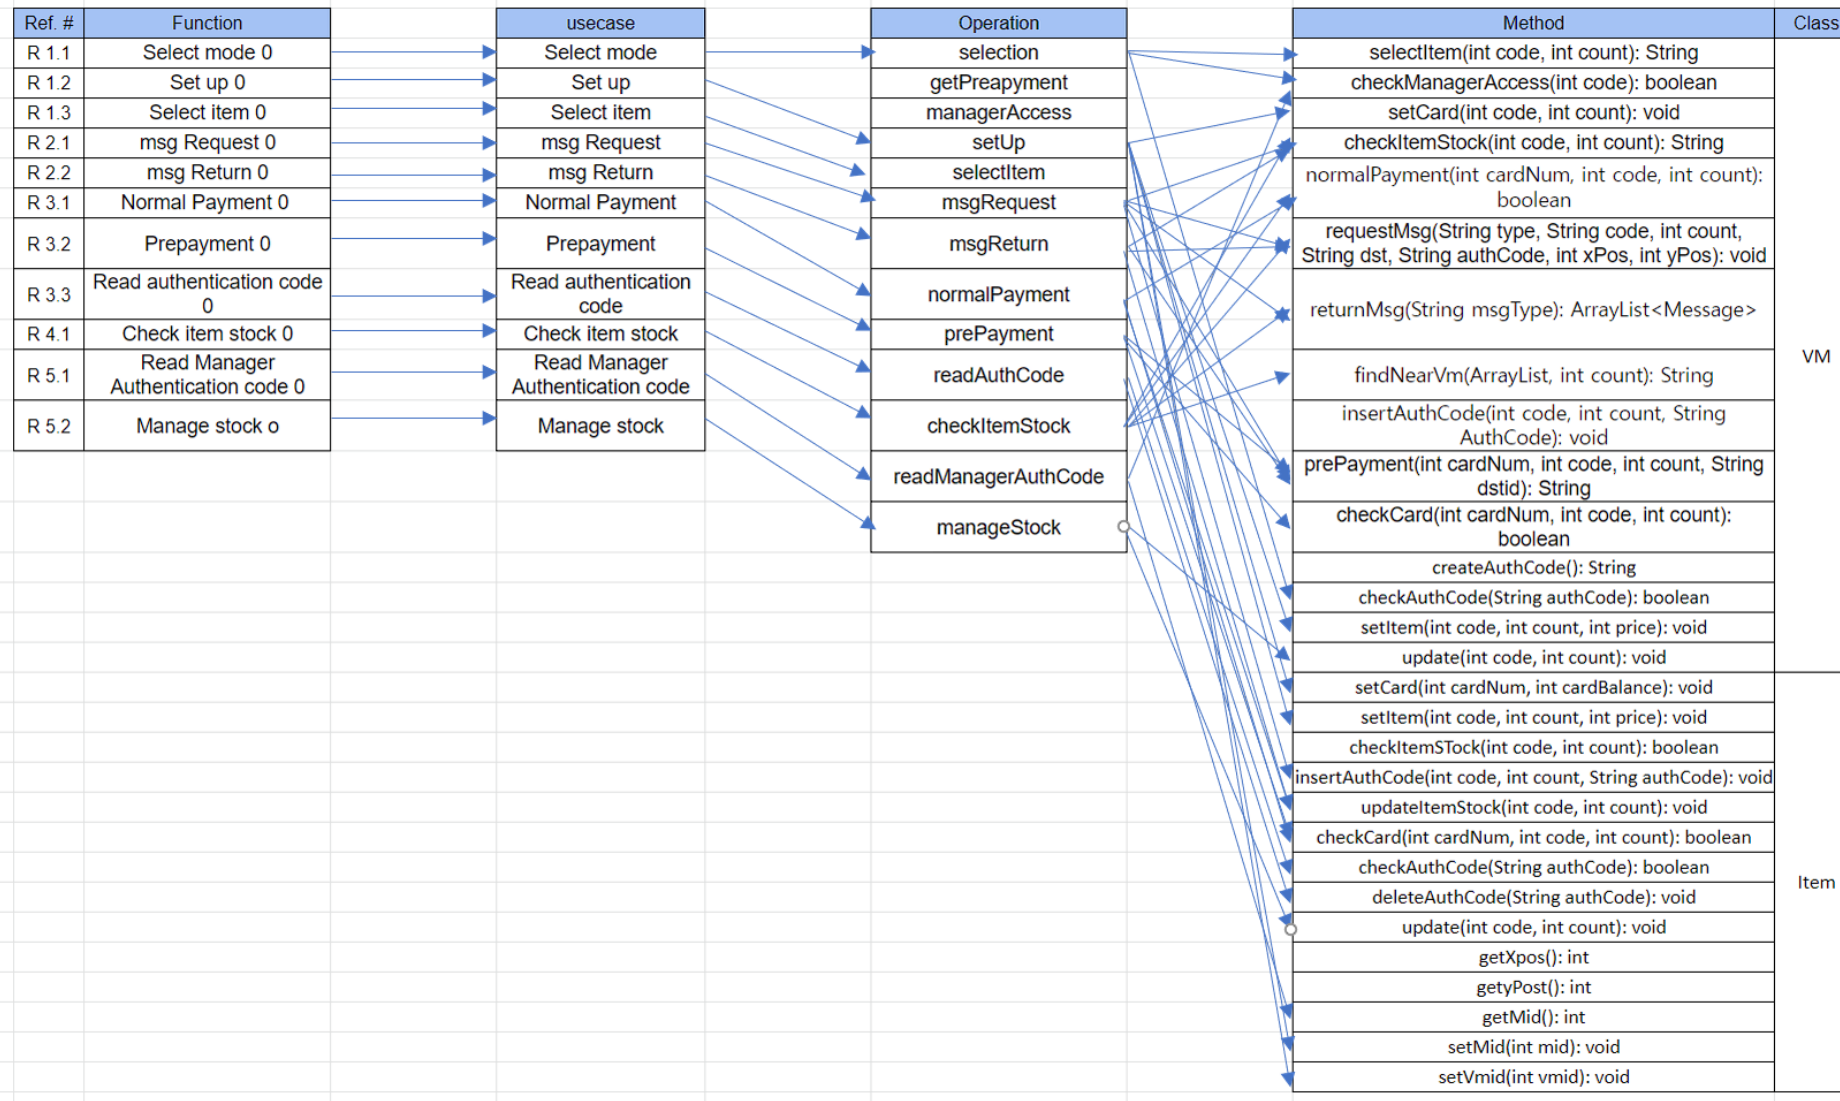 Ref. # Function usecase Operation Method Class
R 1.1 Select mode 0 Select mode selection selectItem(int code, int count): String
R 1.2 Set up 0 Set up getPreapyment checkManagerAccess(int code): boolean
R 1.3 Select item 0 Select item managerAccess setCard(int code, int count): void
R 2.1 msg Request 0 msg Request setUp checkItemStock(int code, int count): String
R 2.2 msg Return 0 msg Return selectItem normalPayment(int cardNum, int code, int count):
boolean
R 3.1 Normal Payment 0 Normal Payment msgRequest
R 3.2 Prepayment 0 Prepayment msgReturn requestMsg(String type, String code, int count,
String dst, String authCode, int xPos, int yPos): void
R 3.3 Read authentication code
0
Read authentication
code
normalPayment returnMsg(String msgType): ArrayList<Message>
R 4.1 Check item stock 0 Check item stock prePayment
VM
R 5.1 Read Manager
Authentication code 0
Read Manager
Authentication code
readAuthCode findNearVm(ArrayList, int count): String
R 5.2 Manage stock o Manage stock checkItemStock insertAuthCode(int code, int count, String
AuthCode): void
readManagerAuthCode prePayment(int cardNum, int code, int count, String
dstid): String
manageStock checkCard(int cardNum, int code, int count):
boolean
createAuthCode(): String
checkAuthCode(String authCode): boolean
setItem(int code, int count, int price): void
update(int code, int count): void
setCard(int cardNum, int cardBalance): void
setItem(int code, int count, int price): void
checkItemSTock(int code, int count): boolean
insertAuthCode(int code, int count, String authCode): void
updateItemStock(int code, int count): void
checkCard(int cardNum, int code, int count): boolean
checkAuthCode(String authCode): boolean
Item
deleteAuthCode(String authCode): void
update(int code, int count): void
getXpos(): int
getyPost(): int
getMid(): int
setMid(int mid): void
setVmid(int vmid): void